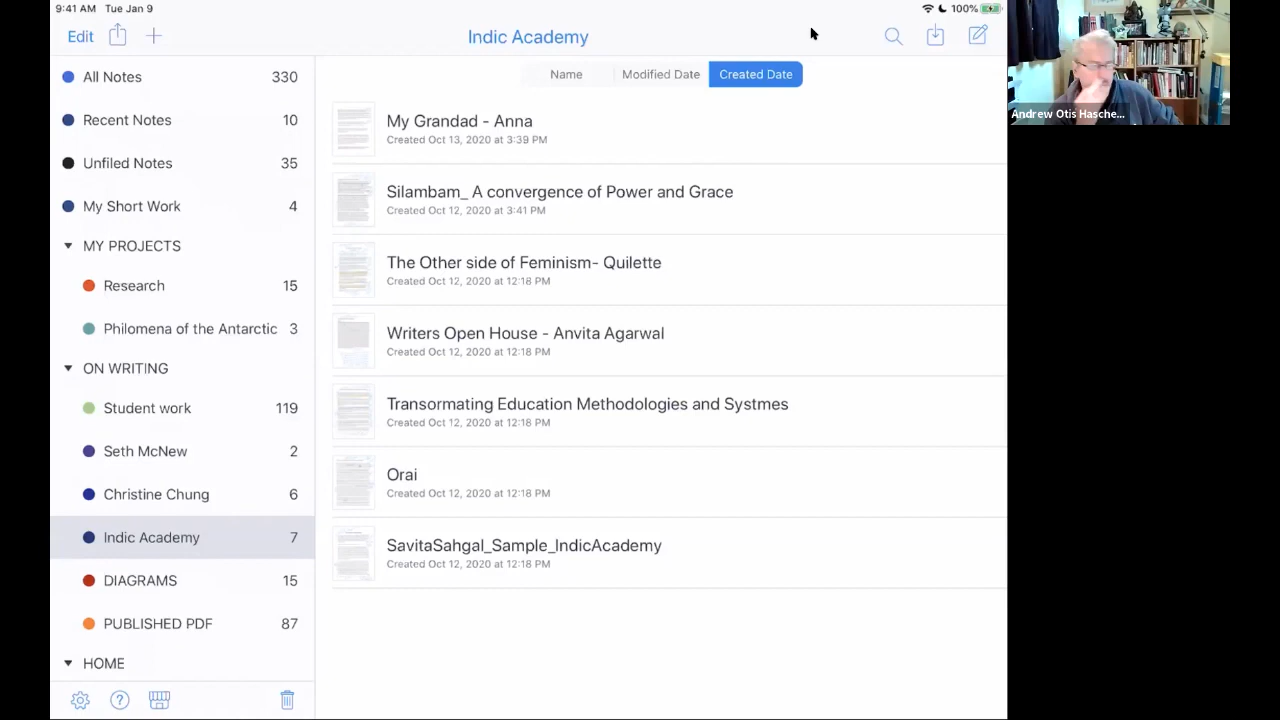 9:41 AM Tue Jan 9
100%
Edit
Indic Academy
All Notes 330
Recent Notes 10
Unfiled Notes 35
My Short Work 4
MY PROJECTS
Research 15
Philomena of the Antarctic 3
ON WRITING
Student work 119
Seth McNew 2
Christine Chung 6
Indic Academy 7
DIAGRAMS 15
PUBLISHED PDF 87
HOME
?
Name Modified Date Created Date
My Grandad - Anna
Created Oct 13, 2020 at 3:39 PM
Silambam_ A convergence of Power and Grace
Created Oct 12, 2020 at 3:41 PM
The Other side of Feminism- Quilette
Created Oct 12, 2020 at 12:18 PM
Writers Open House - Anvita Agarwal
Created Oct 12, 2020 at 12:18 PM
Transormating Education Methodologies and Systmes
Created Oct 12, 2020 at 12:18 PM
Orai
Created Oct 12, 2020 at 12:18 PM
SavitaSahgal_Sample_IndicAcademy
Created Oct 12, 2020 at 12:18 PM
Andrew Otis Hasche...